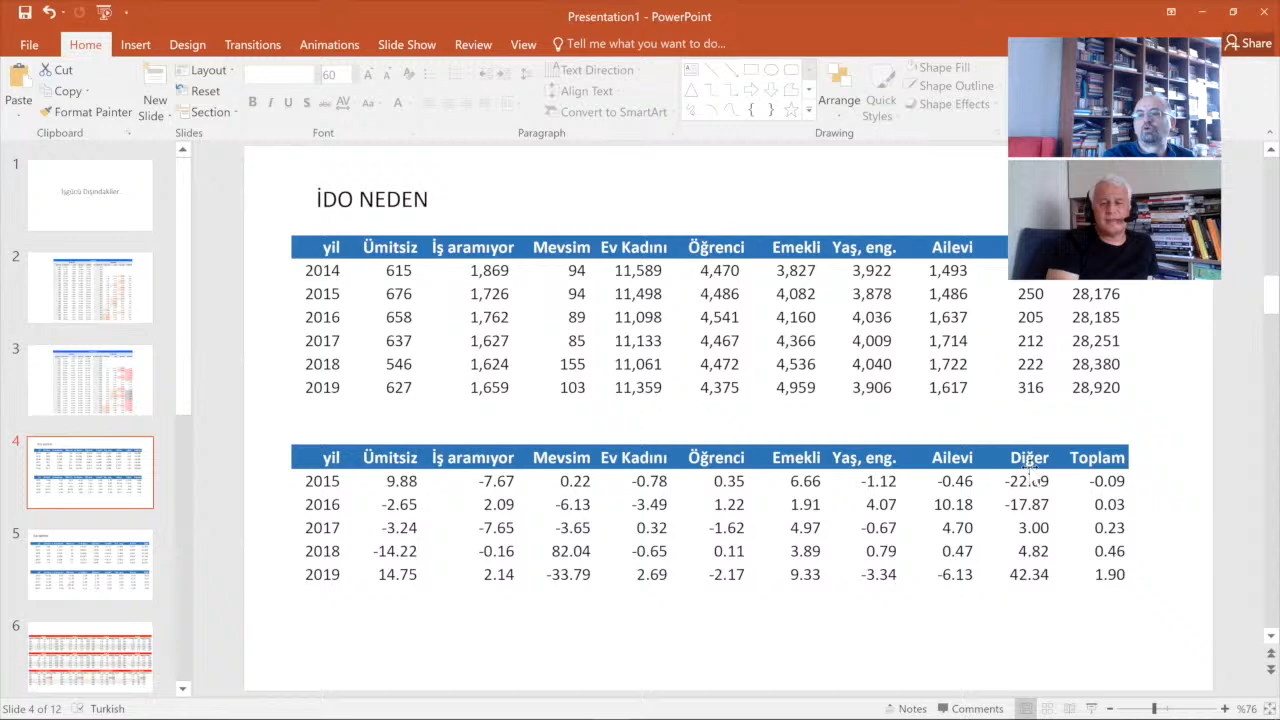 Presentation1 - PowerPoint
File Home Insert Design Transitions Animations Slide Show Review View Tell me what you want to do... Share
Paste
Cut
Copy
Format Painter
Clipboard
New Slide
Layout
Reset
Section
Slides
60
B I U S abc AV Aa A
Font
Text Direction
Align Text
Convert to SmartArt
Paragraph
Arrange
Quick Styles
Shape Fill
Shape Outline
Shape Effects
Drawing
1
İşgücü Dışındakiler
2
4
5
6
İDO NEDEN
yil Ümitsiz İş aramıyor Mevsim Ev Kadını Öğrenci Emekli Yaş, eng. Ailevi
2014 615 1,869 94 11,589 4,470 3,827 3,922 1,493
2015 676 1,726 94 11,498 4,486 4,082 3,878 1,486 250 28,176
2016 658 1,762 89 11,098 4,541 4,160 4,036 1,637 205 28,185
2017 637 1,627 85 11,133 4,467 4,366 4,009 1,714 212 28,251
2018 546 1,624 155 11,061 4,472 4,536 4,040 1,722 222 28,380
2019 627 1,659 103 11,359 4,375 4,959 3,906 1,617 316 28,920
yil Ümitsiz İş aramıyor Mevsim Ev Kadını Öğrenci Emekli Yaş, eng. Ailevi Diğer Toplam
2015 9.88 -7.67 0.22 -0.78 0.35 6.66 -1.12 -0.46 -0.09
2016 -2.65 2.09 -6.13 -3.49 1.22 1.91 4.07 10.18 -17.87 0.03
2017 -3.24 -7.65 -3.65 0.32 -1.62 4.97 -0.67 4.70 3.00 0.23
2018 -14.22 -0.16 82.04 -0.65 0.11 3.89 0.79 0.47 4.82 0.46
2019 14.75 2.14 -33.79 2.69 -2.17 9.33 -3.34 -6.13 42.34 1.90
Slide 4 of 12 Turkish Notes Comments %76